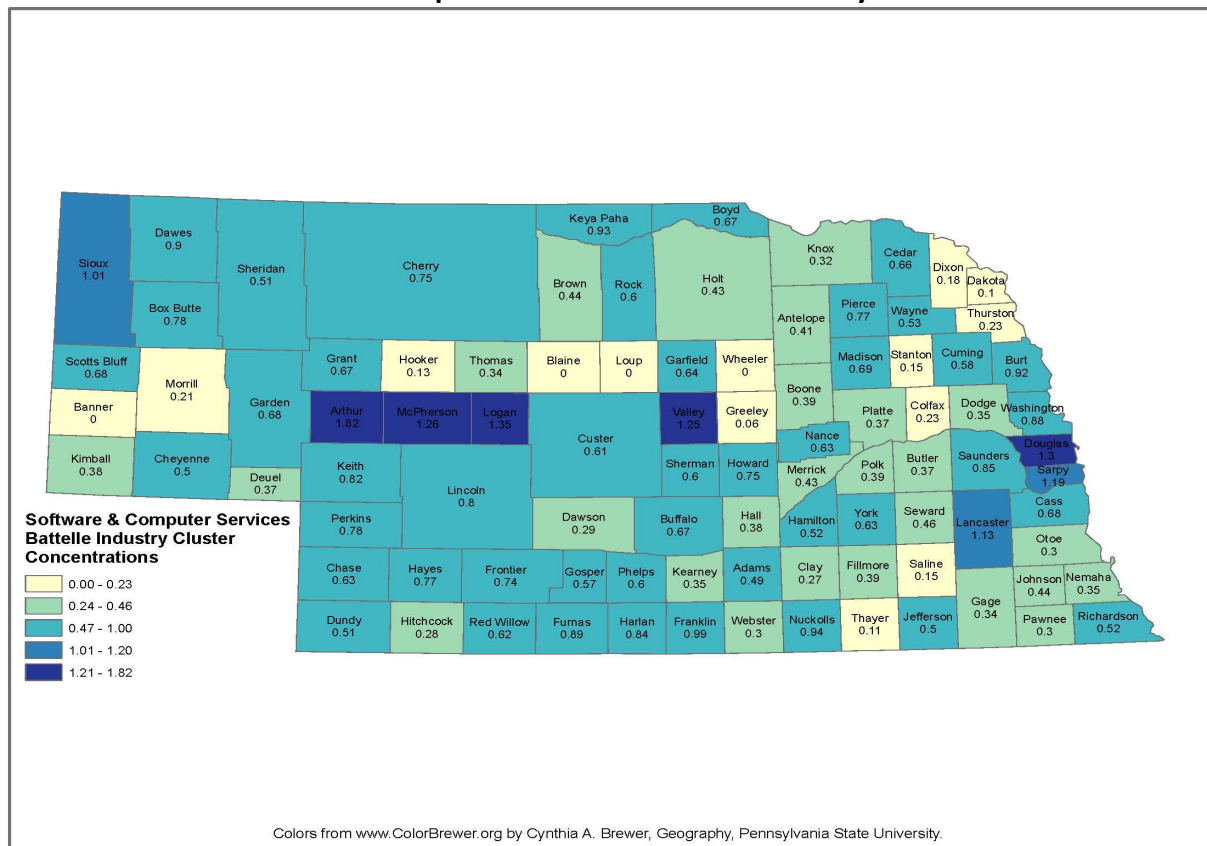 Keya Paha
0.93
Boyd
0.67
Dawes
0.9
Sioux
1.01
Sheridan
0.51
Cherry
0.75
Knox
0.32
Cedar
0.66
Dixon
0.18
Dakota
0.1
Brown
0.44
Rock
0.6
Holt
0.43
Box Butte
0.78
Antelope
0.41
Pierce
0.77
Wayne
0.53
Thurston
0.23
Scotts Bluff
0.68
Morrill
0.21
Grant
0.67
Hooker
0.13
Thomas
0.34
Blaine
0
Loup
0
Garfield
0.64
Wheeler
0
Madison
0.69
Stanton
0.15
Cuming
0.58
Burt
0.92
Banner
0
Garden
0.68
Arthur
1.82
McPherson
1.26
Logan
1.35
Valley
1.25
Greeley
0.06
Boone
0.39
Platte
0.37
Colfax
0.23
Dodge
0.35
Washington
0.88
Custer
0.61
Nance
0.63
Douglas
1.3
Kimball
0.38
Cheyenne
0.5
Deuel
0.37
Keith
0.82
Lincoln
0.8
Sherman
0.6
Howard
0.75
Merrick
0.43
Polk
0.39
Butler
0.37
Saunders
0.85
Sarpy
1.19
Perkins
0.78
Dawson
0.29
Buffalo
0.67
Hall
0.38
Hamilton
0.52
York
0.63
Seward
0.46
Lancaster
1.13
Cass
0.68
Otoe
0.3
Chase
0.63
Hayes
0.77
Frontier
0.74
Gosper
0.57
Phelps
0.6
Kearney
0.35
Adams
0.49
Clay
0.27
Fillmore
0.39
Saline
0.15
Gage
0.34
Johnson
0.44
Nemaha
0.35
Dundy
0.51
Hitchcock
0.28
Red Willow
0.62
Furnas
0.89
Harlan
0.84
Franklin
0.99
Webster
0.3
Nuckolls
0.94
Thayer
0.11
Jefferson
0.5
Pawnee
0.3
Richardson
0.52
Software & Computer Services
Battelle Industry Cluster
Concentrations
0.00 - 0.23
0.24 - 0.46
0.47 - 1.00
1.01 - 1.20
1.21 - 1.82
Colors from www.ColorBrewer.org by Cynthia A. Brewer, Geography, Pennsylvania State University.